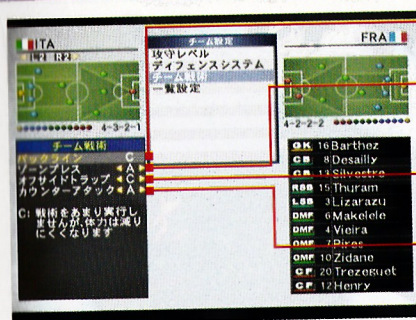 ITA
L2 R2
4-3-2-1
チーム戦術
バックライン C
ゾーンプレス A
オフサイドトラップ C
カウンターアタック A
C: 戦術をあまり実行し
ませんが、体力は減り
にくくなります
チーム設定
攻守レベル
ディフェンスシステム
チーム戦術
一覧設定
FRA
4-2-2-2
GK 16 Barthez
CB 8 Desailly
CB 13 Silvestre
RSB 15 Thuram
LSB 3 Lizarazu
DMF 6 Makelele
DMF 4 Vieira
OMF 7 Pires
OMF 10 Zidane
CF 20 Trezeguet
CF 12 Henry